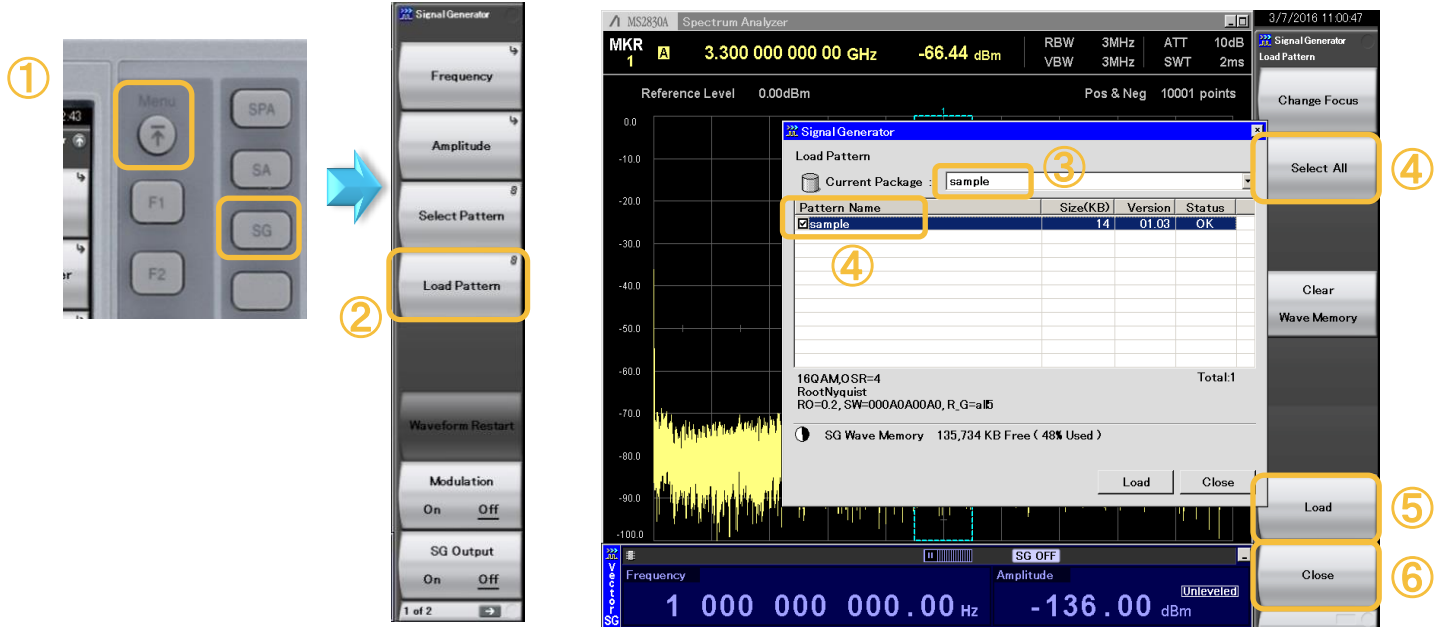 ①
Menu
SPA
SA
F1
SG
F2
2:43
er
②
Signal Generator
Frequency
Amplitude
Select Pattern
Load Pattern
Waveform Restart
Modulation
On Off
SG Output
On Off
1 of 2
MS2830A Spectrum Analyzer
3/7/2016 11:00:47
MKR
1
A
3.300 000 000 00 GHz
-66.44 dBm
RBW 3MHz
VBW 3MHz
ATT 10dB
SWT 2ms
Reference Level 0.00dBm
Pos & Neg 10001 points
1
0.0
-10.0
-20.0
-30.0
-40.0
-50.0
-60.0
-70.0
-80.0
-90.0
-100.0
Signal Generator
Load Pattern
Current Package : sample
③
Pattern Name Size(KB) Version Status
sample 14 01.03 OK
④
16QAM,OSR=4
RootNyquist
RO=0.2, SW=000A0A00A0, R_G=all5
Total:1
SG Wave Memory 135,734 KB Free ( 48% Used )
Load Close
Signal Generator
Load Pattern
Change Focus
Select All
④
Clear
Wave Memory
Load
⑤
Close
⑥
Vector SG
SG OFF
Frequency
1 000 000 000.00 Hz
Amplitude
Unleveled
-136.00 dBm